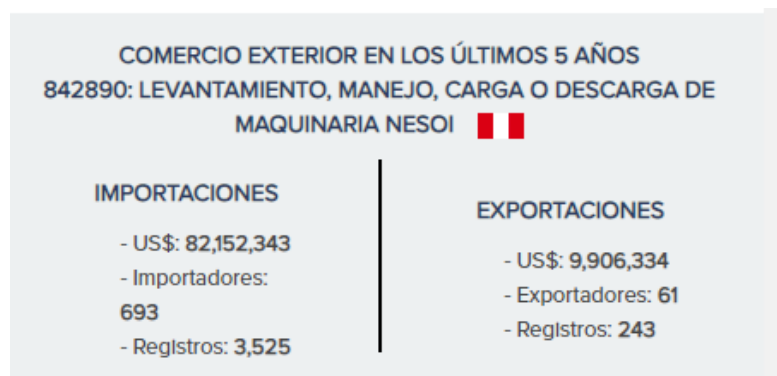 COMERCIO EXTERIOR EN LOS ÚLTIMOS 5 AÑOS
842890: LEVANTAMIENTO, MANEJO, CARGA O DESCARGA DE
MAQUINARIA NESOI
IMPORTACIONES
- US$: 82,152,343
- Importadores:
693
- Registros: 3,525
EXPORTACIONES
- US$: 9,906,334
- Exportadores: 61
- Registros: 243